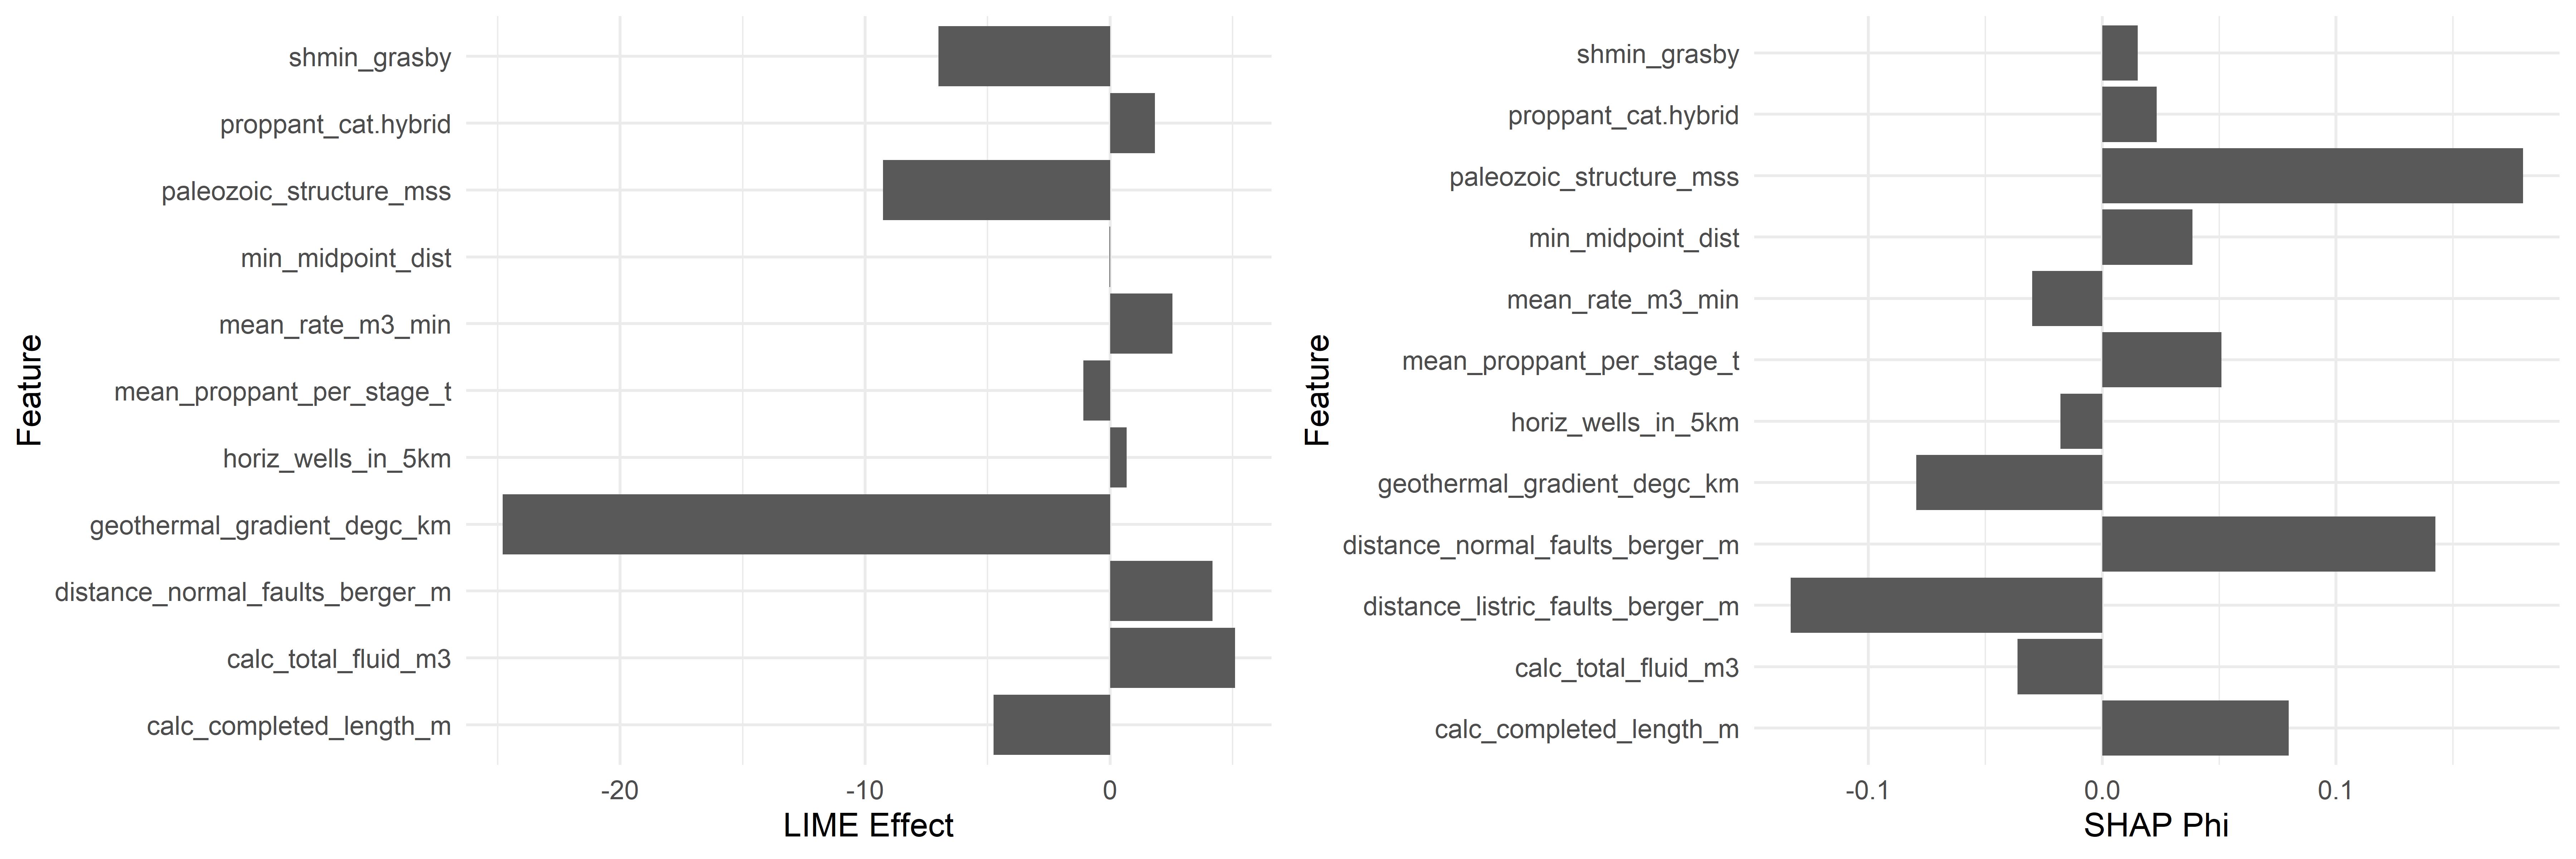 Feature
shmin_grasby
proppant_cat.hybrid
paleozoic_structure_mss
min_midpoint_dist
mean_rate_m3_min
mean_proppant_per_stage_t
horiz_wells_in_5km
geothermal_gradient_degc_km
distance_normal_faults_berger_m
calc_total_fluid_m3
calc_completed_length_m
-20 -10 0
LIME Effect
Feature
shmin_grasby
proppant_cat.hybrid
paleozoic_structure_mss
min_midpoint_dist
mean_rate_m3_min
mean_proppant_per_stage_t
horiz_wells_in_5km
geothermal_gradient_degc_km
distance_normal_faults_berger_m
distance_listric_faults_berger_m
calc_total_fluid_m3
calc_completed_length_m
-0.1 0.0 0.1
SHAP Phi